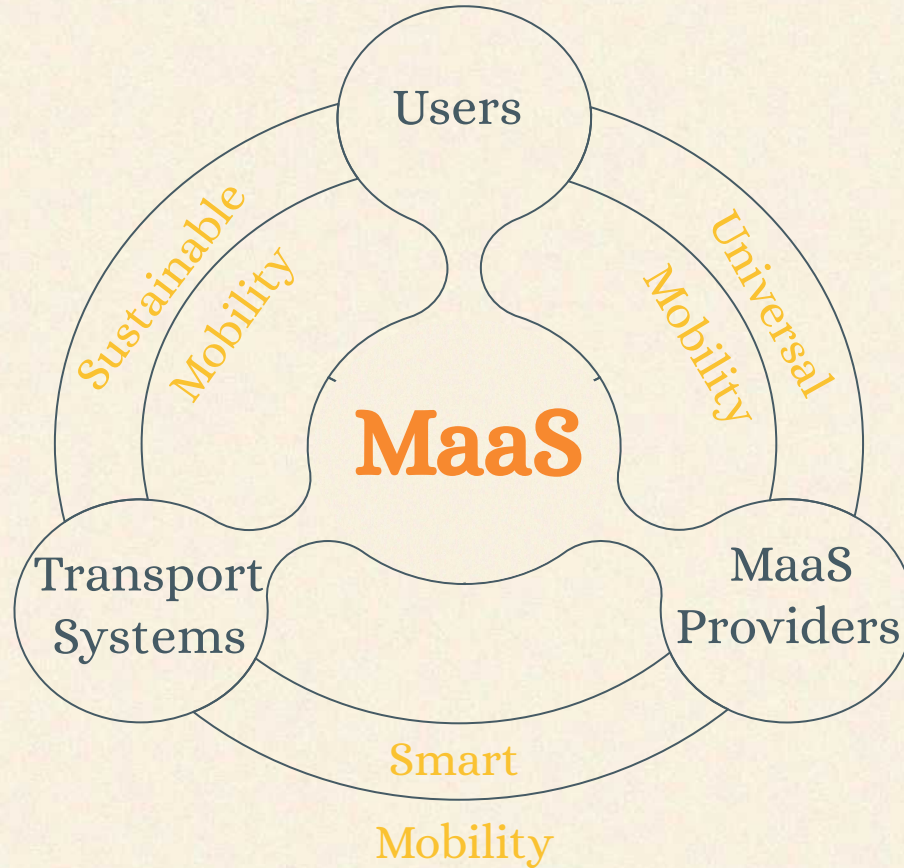 Users
Sustainable
Mobility
Universal
Mobility
MaaS
Transport
Systems
MaaS
Providers
Smart
Mobility